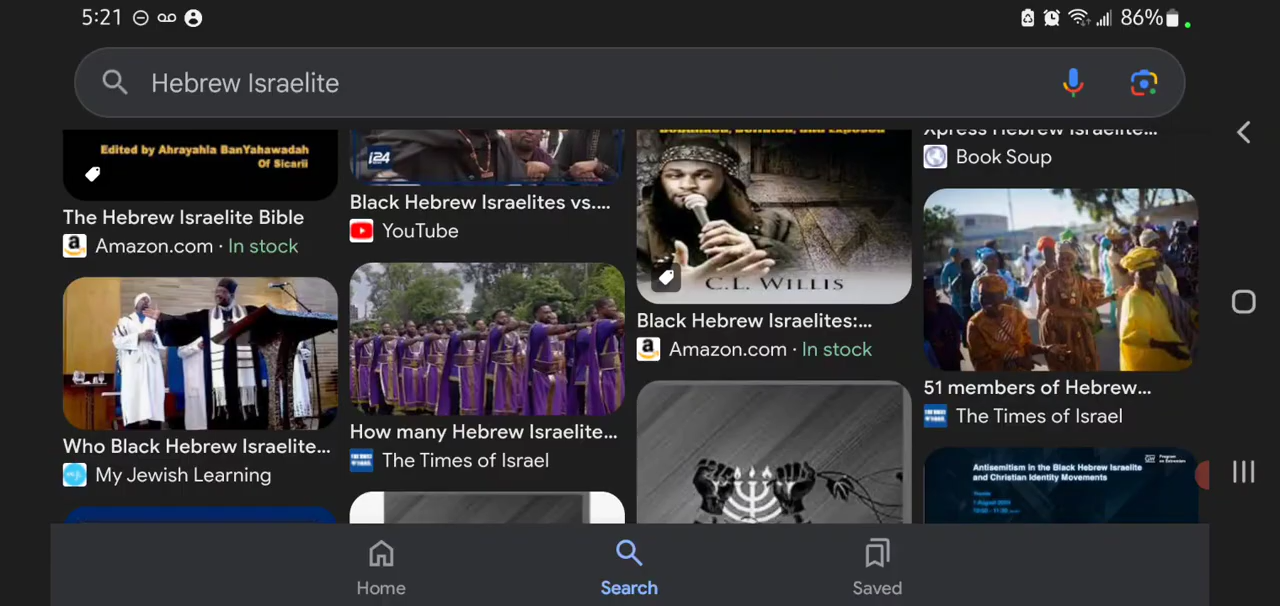 5:21
86%
Hebrew Israelite
Edited by Ahrayahla BanYahawadah
Of Sicarii
The Hebrew Israelite Bible
Amazon.com · In stock
Who Black Hebrew Israelite...
My Jewish Learning
i24
Black Hebrew Israelites vs....
YouTube
How many Hebrew Israelite...
The Times of Israel
C.L. WILLIS
Black Hebrew Israelites:...
Amazon.com · In stock
Xpress Hebrew Israelite...
Book Soup
51 members of Hebrew...
The Times of Israel
Antisemitism in the Black Hebrew Israelite
and Christian Identity Movements
Home
Search
Saved